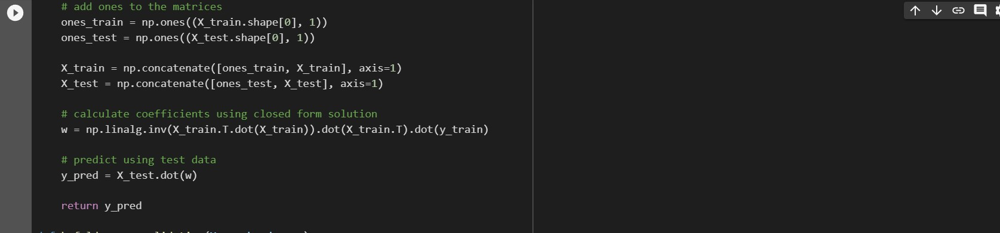 # add ones to the matrices
ones_train = np.ones((X_train.shape[0], 1))
ones_test = np.ones((X_test.shape[0], 1))
X_train = np.concatenate([ones_train, X_train], axis=1)
X_test = np.concatenate([ones_test, X_test], axis=1)
# calculate coefficients using closed form solution
w = np.linalg.inv(X_train.T.dot(X_train)).dot(X_train.T).dot(y_train)
# predict using test data
y_pred = X_test.dot(w)
return y_pred